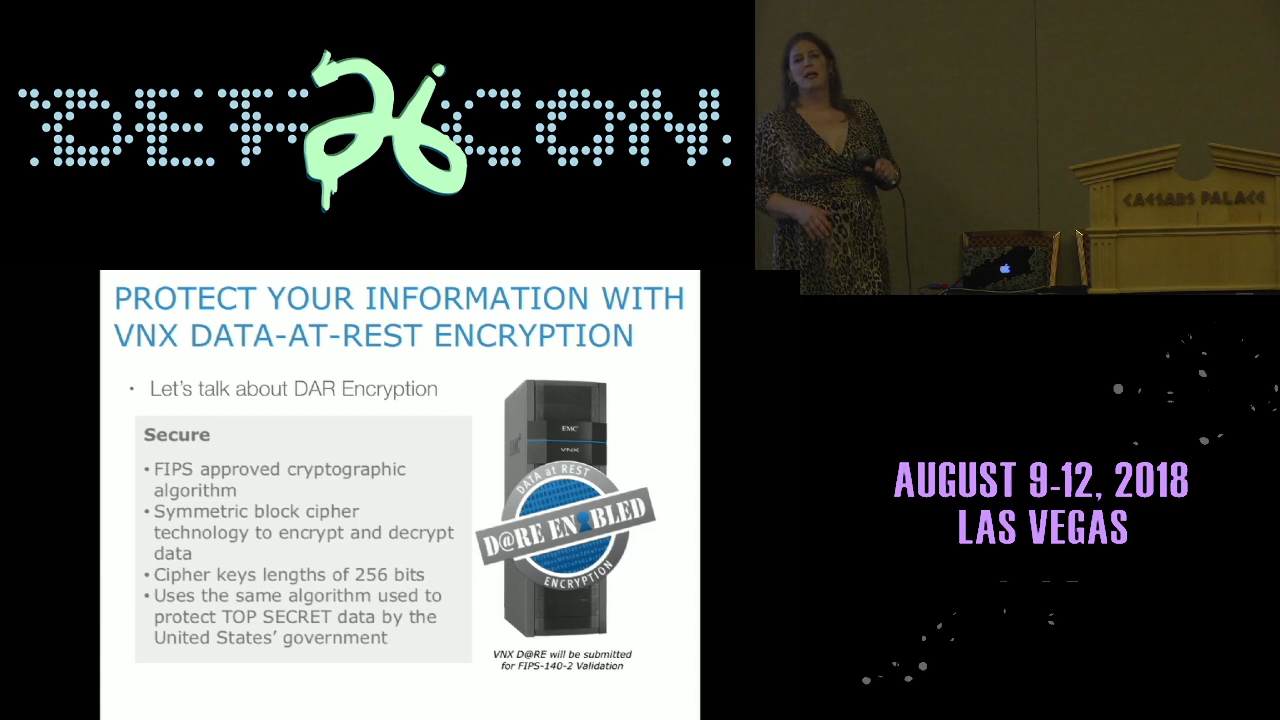 DEF CON 26
CAESARS PALACE
PROTECT YOUR INFORMATION WITH
VNX DATA-AT-REST ENCRYPTION
• Let's talk about DAR Encryption
Secure
• FIPS approved cryptographic
algorithm
• Symmetric block cipher
technology to encrypt and decrypt
data
• Cipher keys lengths of 256 bits
• Uses the same algorithm used to
protect TOP SECRET data by the
United States' government
EMC
VNX
DATA at REST
D@RE ENABLED
ENCRYPTION
VNX D@RE will be submitted
for FIPS-140-2 Validation
AUGUST 9-12, 2018
LAS VEGAS